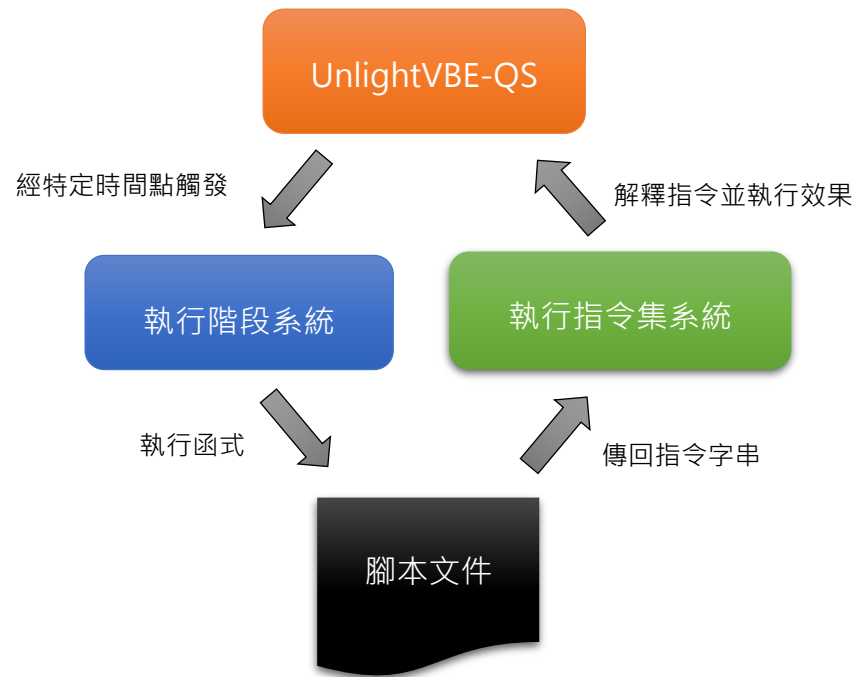 UnlightVBE-QS
經特定時間點觸發
解釋指令並執行效果
執行階段系統
執行指令集系統
執行函式
傳回指令字串
腳本文件